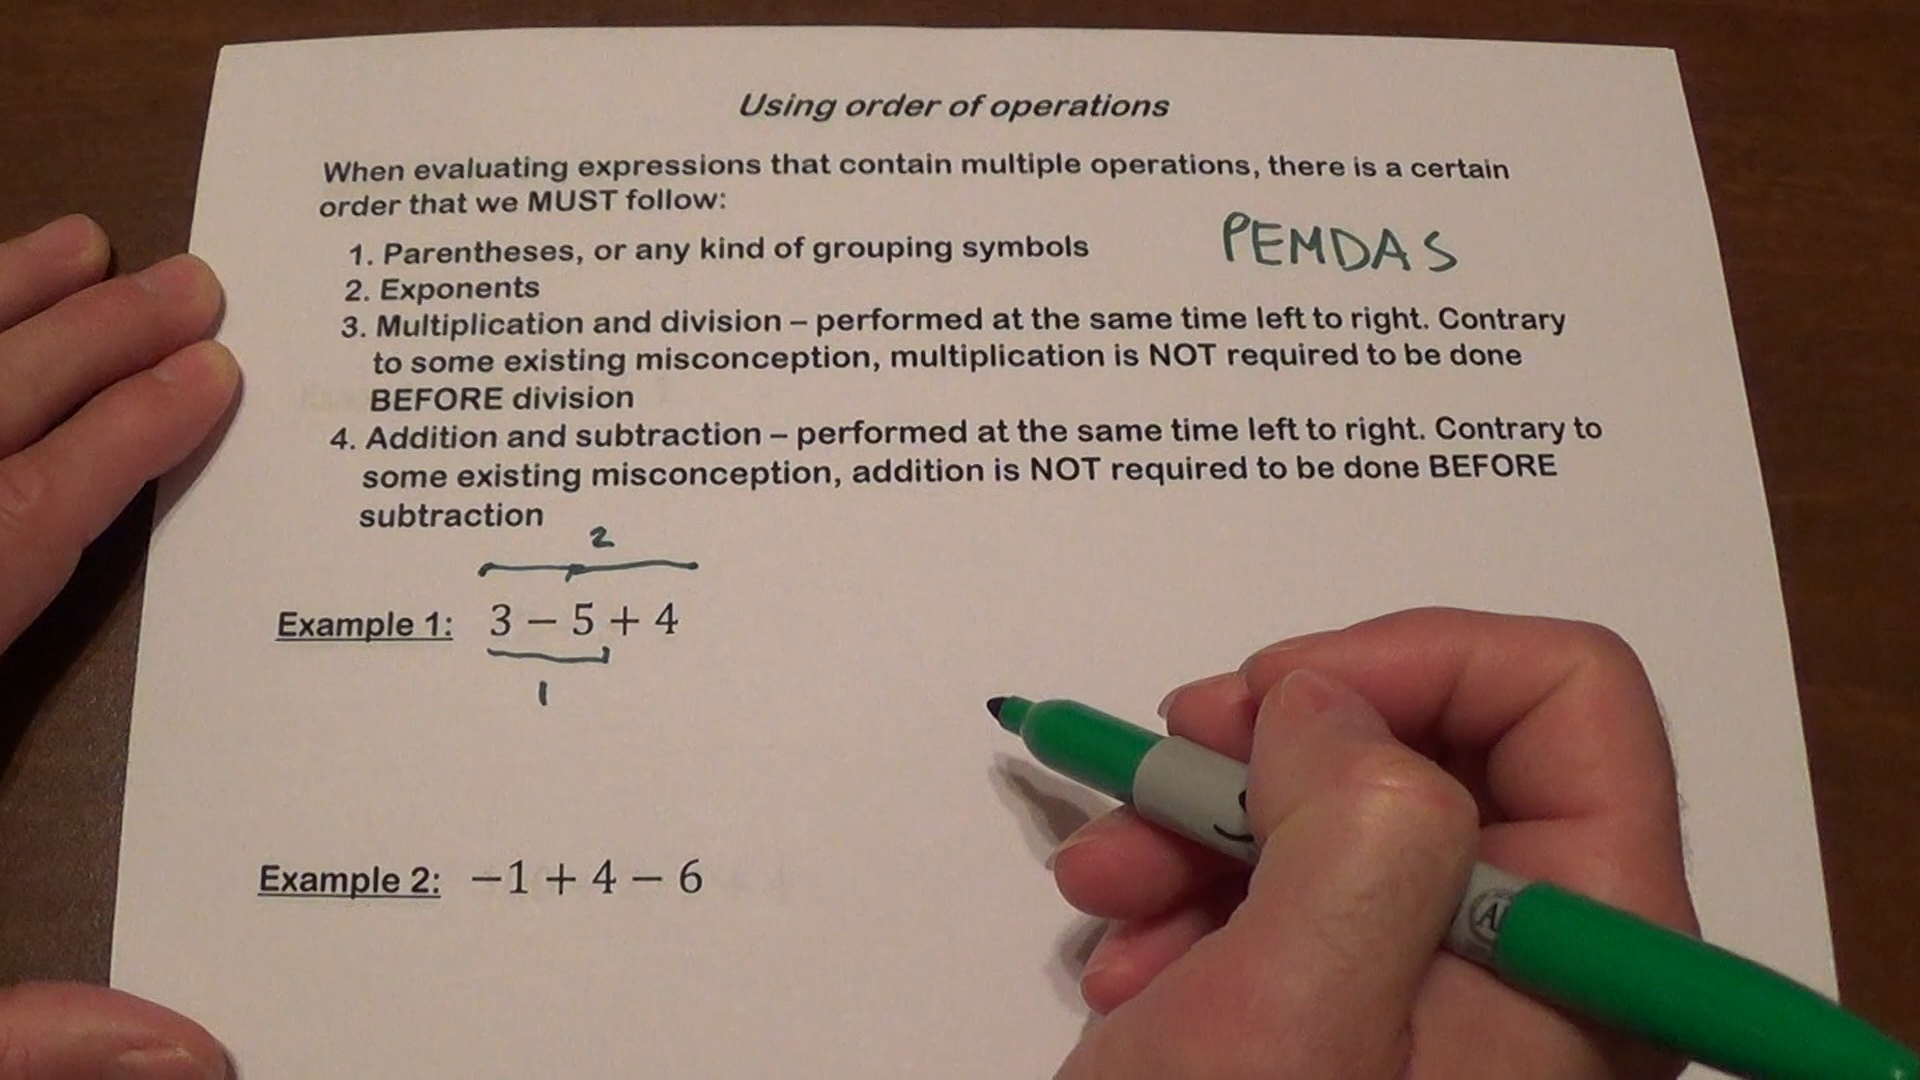 Using order of operations
When evaluating expressions that contain multiple operations, there is a certain
order that we MUST follow:
PEMDAS
1. Parentheses, or any kind of grouping symbols
2. Exponents
3. Multiplication and division – performed at the same time left to right. Contrary
to some existing misconception, multiplication is NOT required to be done
BEFORE division
4. Addition and subtraction – performed at the same time left to right. Contrary to
some existing misconception, addition is NOT required to be done BEFORE
subtraction
2
Example 1: 3 − 5 + 4
1
Example 2: −1 + 4 − 6